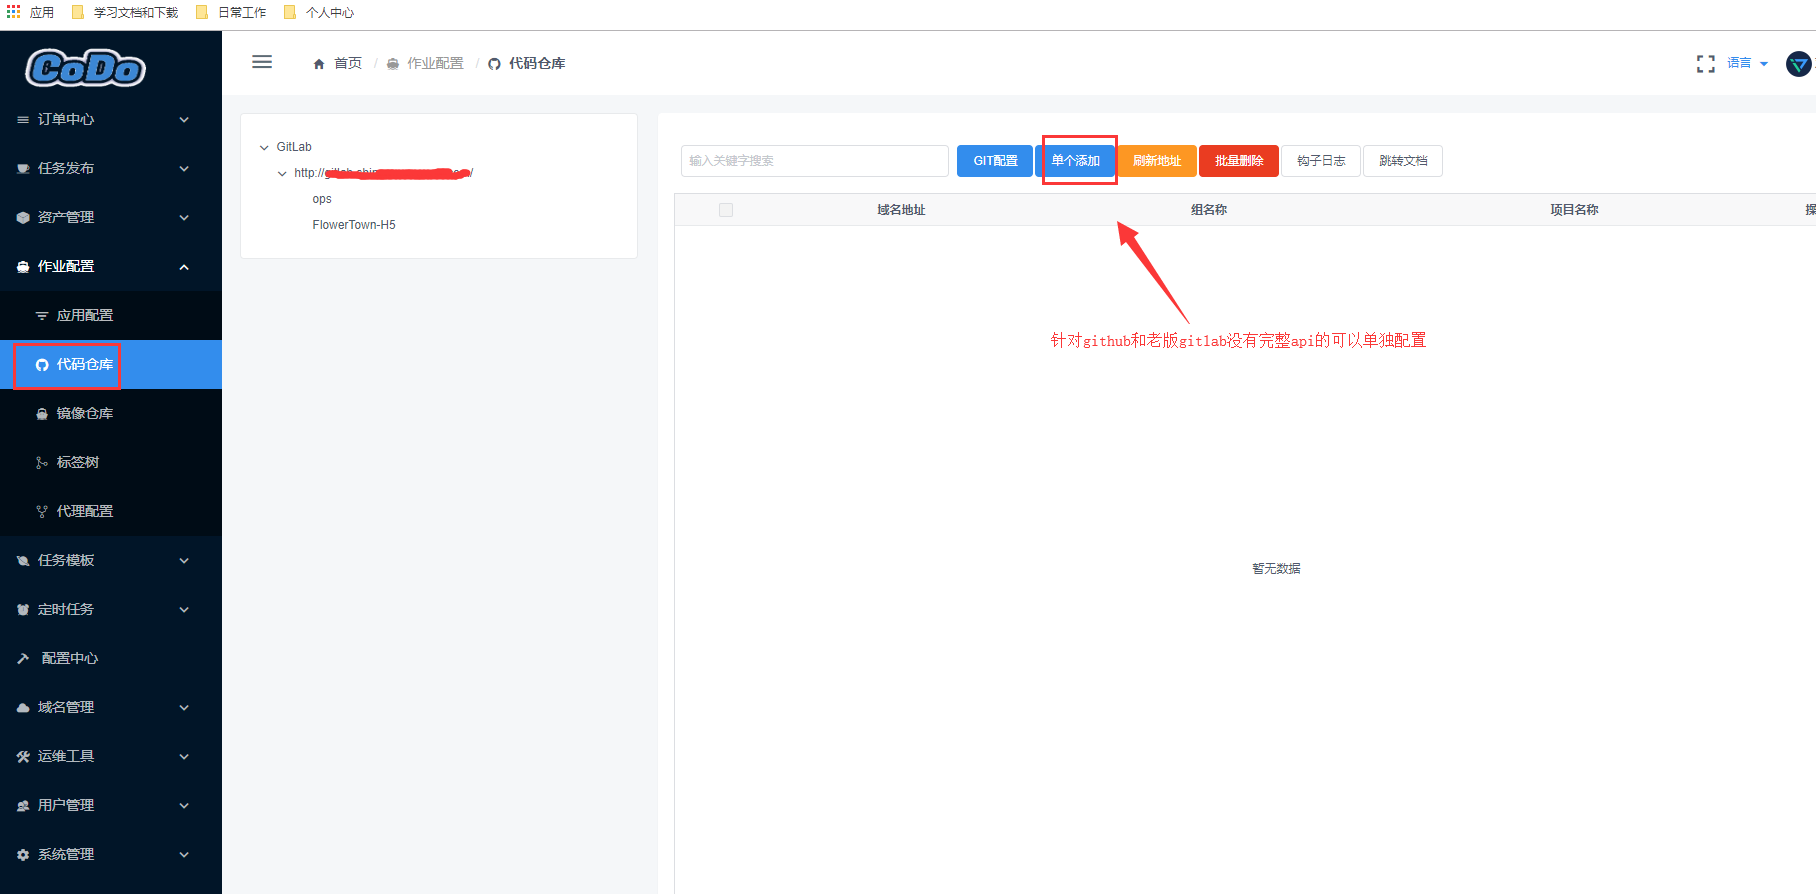 应用 学习文档和下载 日常工作 个人中心
CoDo
首页 / 作业配置 / 代码仓库
语言
订单中心
任务发布
资产管理
作业配置
应用配置
代码仓库
镜像仓库
标签树
代理配置
任务模板
定时任务
配置中心
域名管理
运维工具
用户管理
系统管理
GitLab
http://
ops
FlowerTown-H5
输入关键字搜索 GIT配置 单个添加 刷新地址 批量删除 钩子日志 跳转文档
域名地址 组名称 项目名称
针对github和老版gitlab没有完整api的可以单独配置
暂无数据